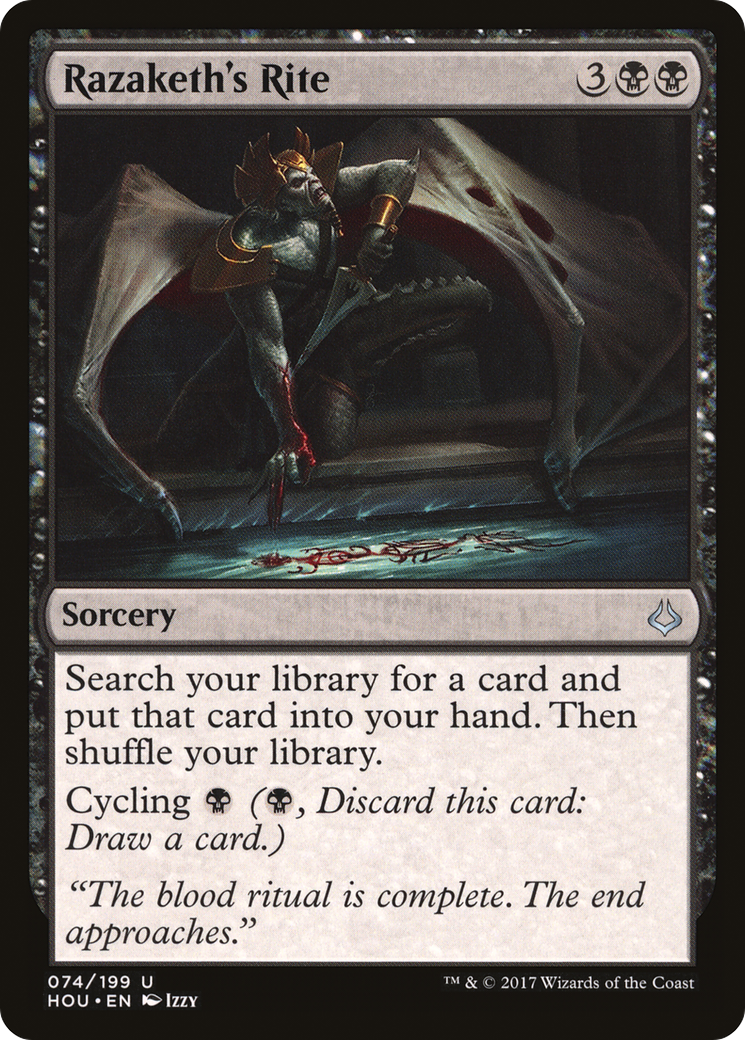 Razaketh's Rite 3
Sorcery
Search your library for a card and
put that card into your hand. Then
shuffle your library.
Cycling (, Discard this card:
Draw a card.)
“The blood ritual is complete. The end
approaches.”
074/199 U
HOU • EN Izzy
™ & © 2017 Wizards of the Coast